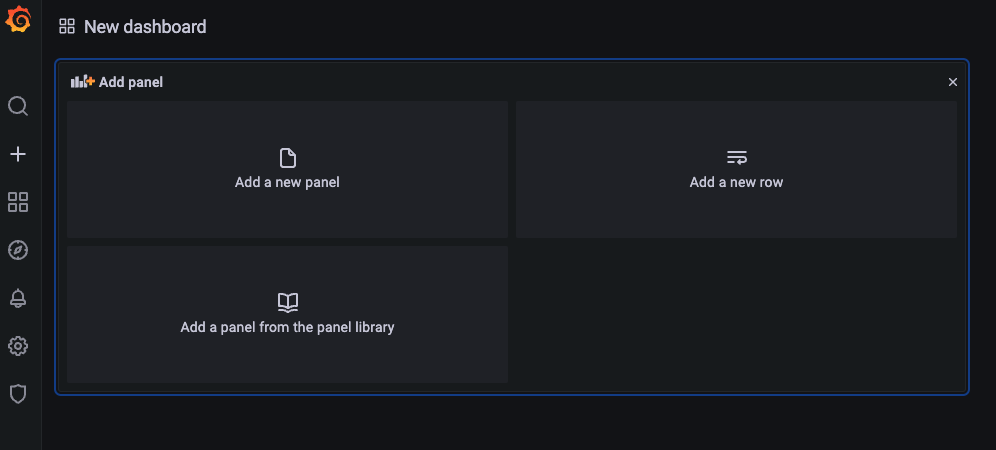 New dashboard
Add panel
Add a new panel
Add a new row
Add a panel from the panel library